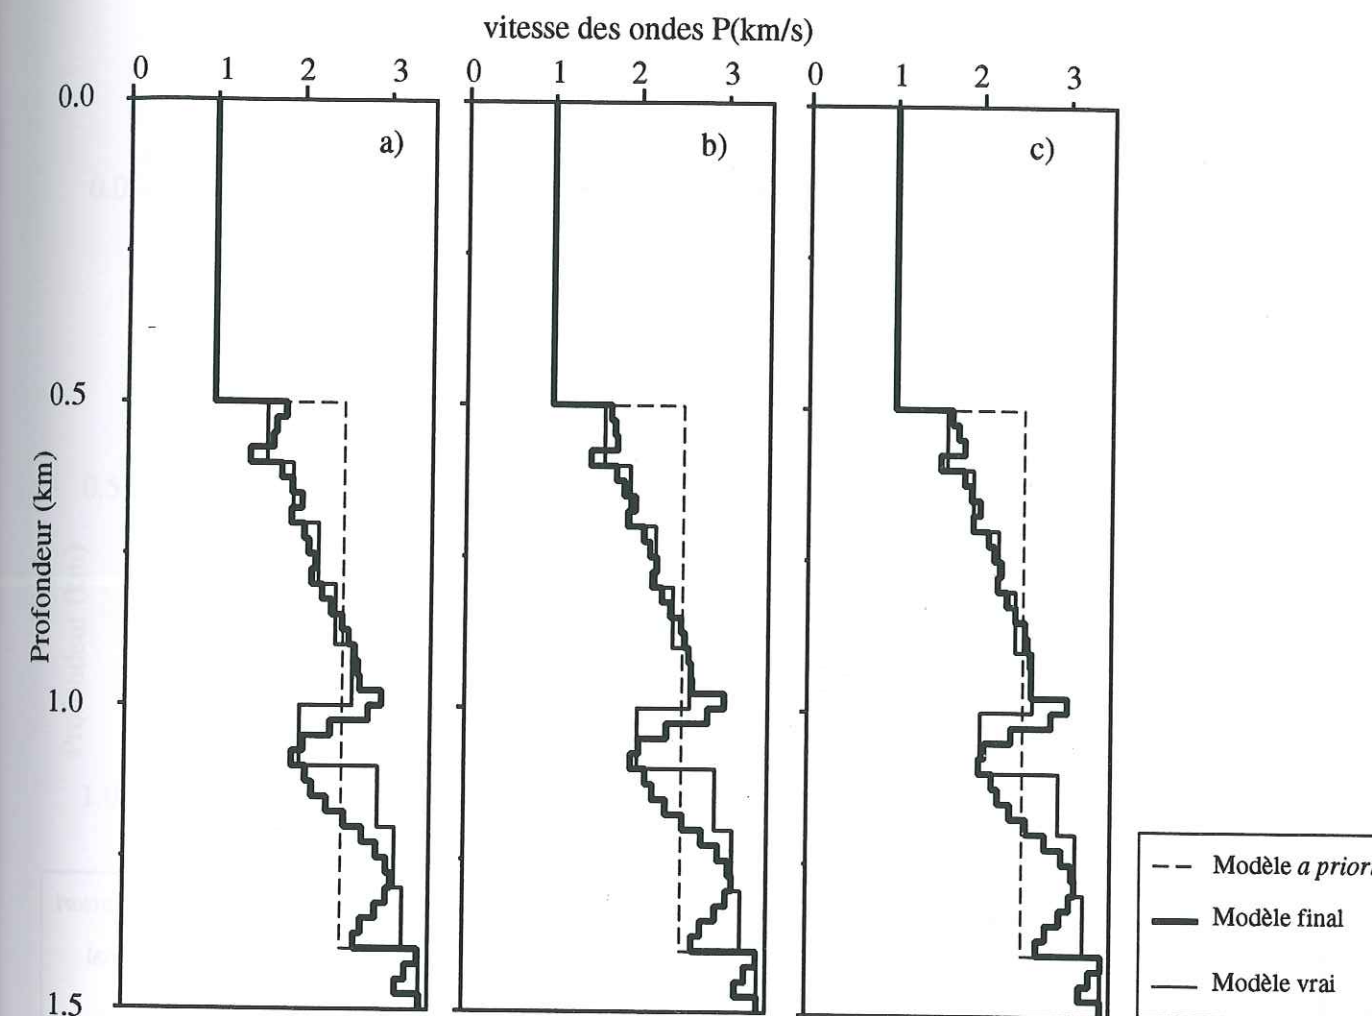 vitesse des ondes P(km/s)
0 1 2 3 0 1 2 3 0 1 2 3
0.0
a) b) c)
0.5
Profondeur (km)
1.0
1.5
Modèle a priori
Modèle final
Modèle vrai